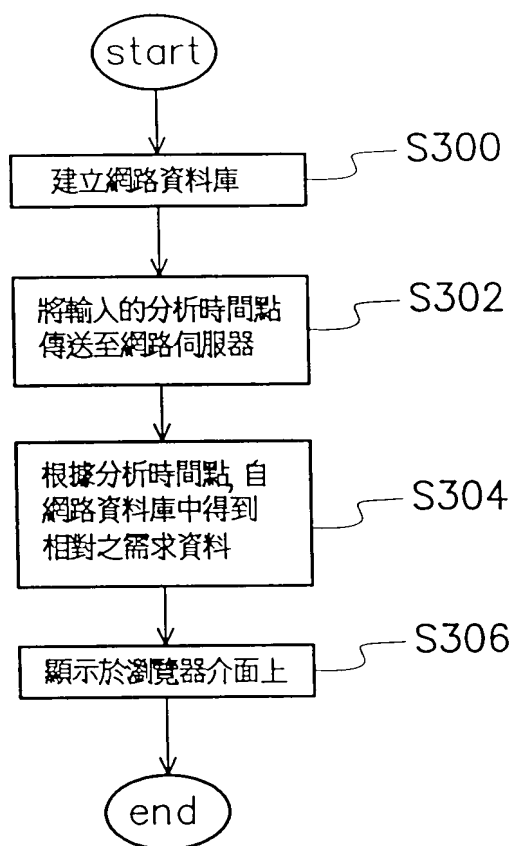 start
建立網路資料庫
S300
將輸入的分析時間點
傳送至網路伺服器
S302
根據分析時間點,自
網路資料庫中得到
相對之需求資料
S304
顯示於瀏覽器介面上
S306
end